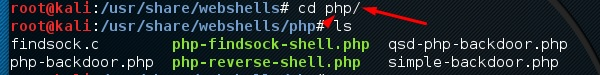 root@kali:/usr/share/webshells# cd php/
root@kali:/usr/share/webshells/php# ls
findsock.c php-findsock-shell.php qsd-php-backdoor.php
php-backdoor.php php-reverse-shell.php simple-backdoor.php